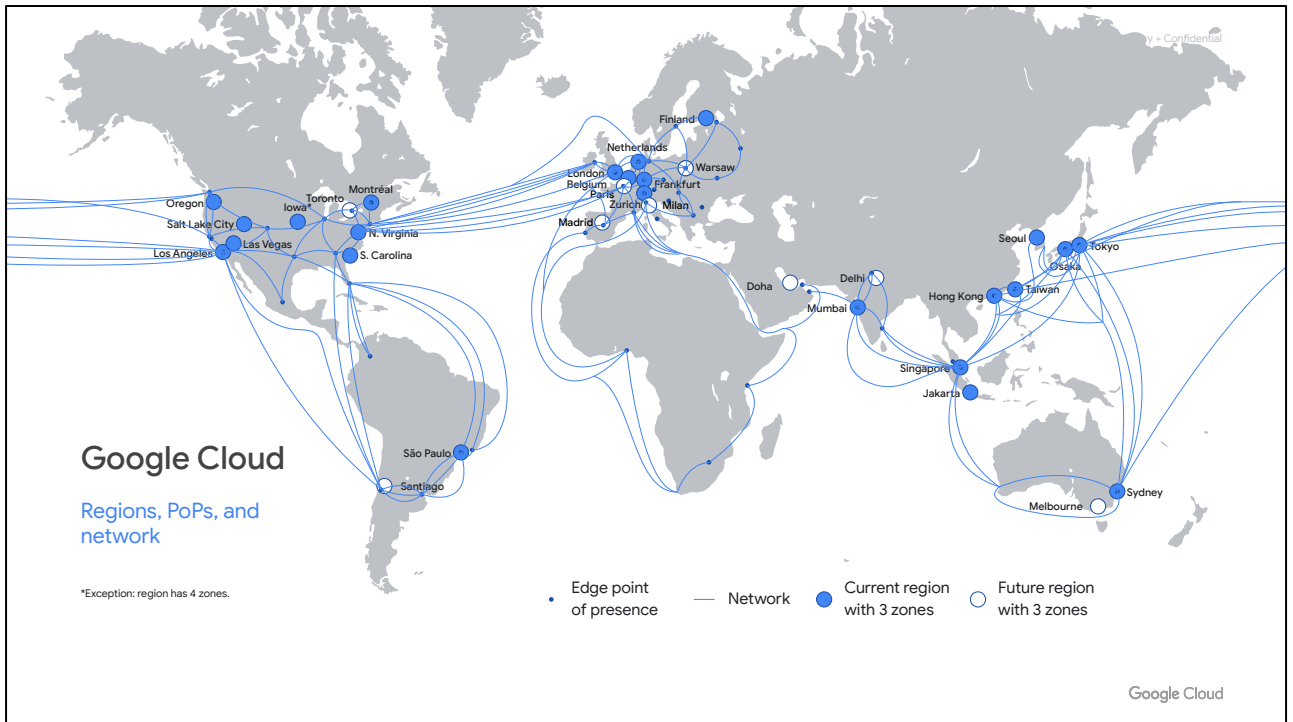 y + Confidential
Finland
Netherlands
London
Warsaw
Belgium
Frankfurt
Paris
Zurich
Milan
Madrid
Montréal
Toronto
Oregon
Iowa*
Salt Lake City
N. Virginia
Las Vegas
Los Angeles
S. Carolina
Seoul
Tokyo
Osaka
Doha
Delhi
Hong Kong
Taiwan
Mumbai
Singapore
Jakarta
São Paulo
Santiago
Sydney
Melbourne
Google Cloud
Regions, PoPs, and
network
*Exception: region has 4 zones.
Edge point
of presence
Network
Current region
with 3 zones
Future region
with 3 zones
Google Cloud